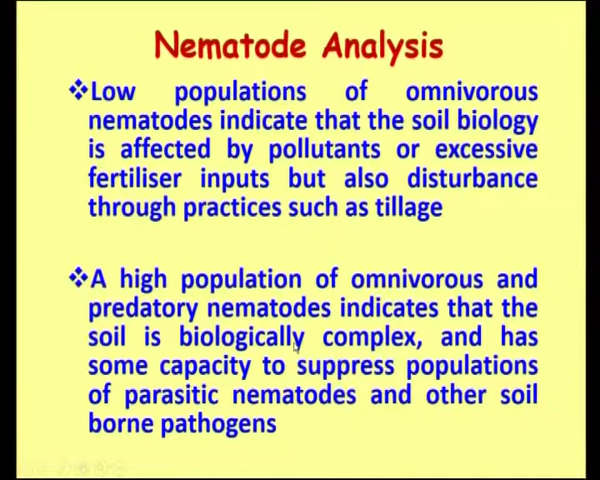 Nematode Analysis
❖Low populations of omnivorous
nematodes indicate that the soil biology
is affected by pollutants or excessive
fertiliser inputs but also disturbance
through practices such as tillage
❖A high population of omnivorous and
predatory nematodes indicates that the
soil is biologically complex, and has
some capacity to suppress populations
of parasitic nematodes and other soil
borne pathogens